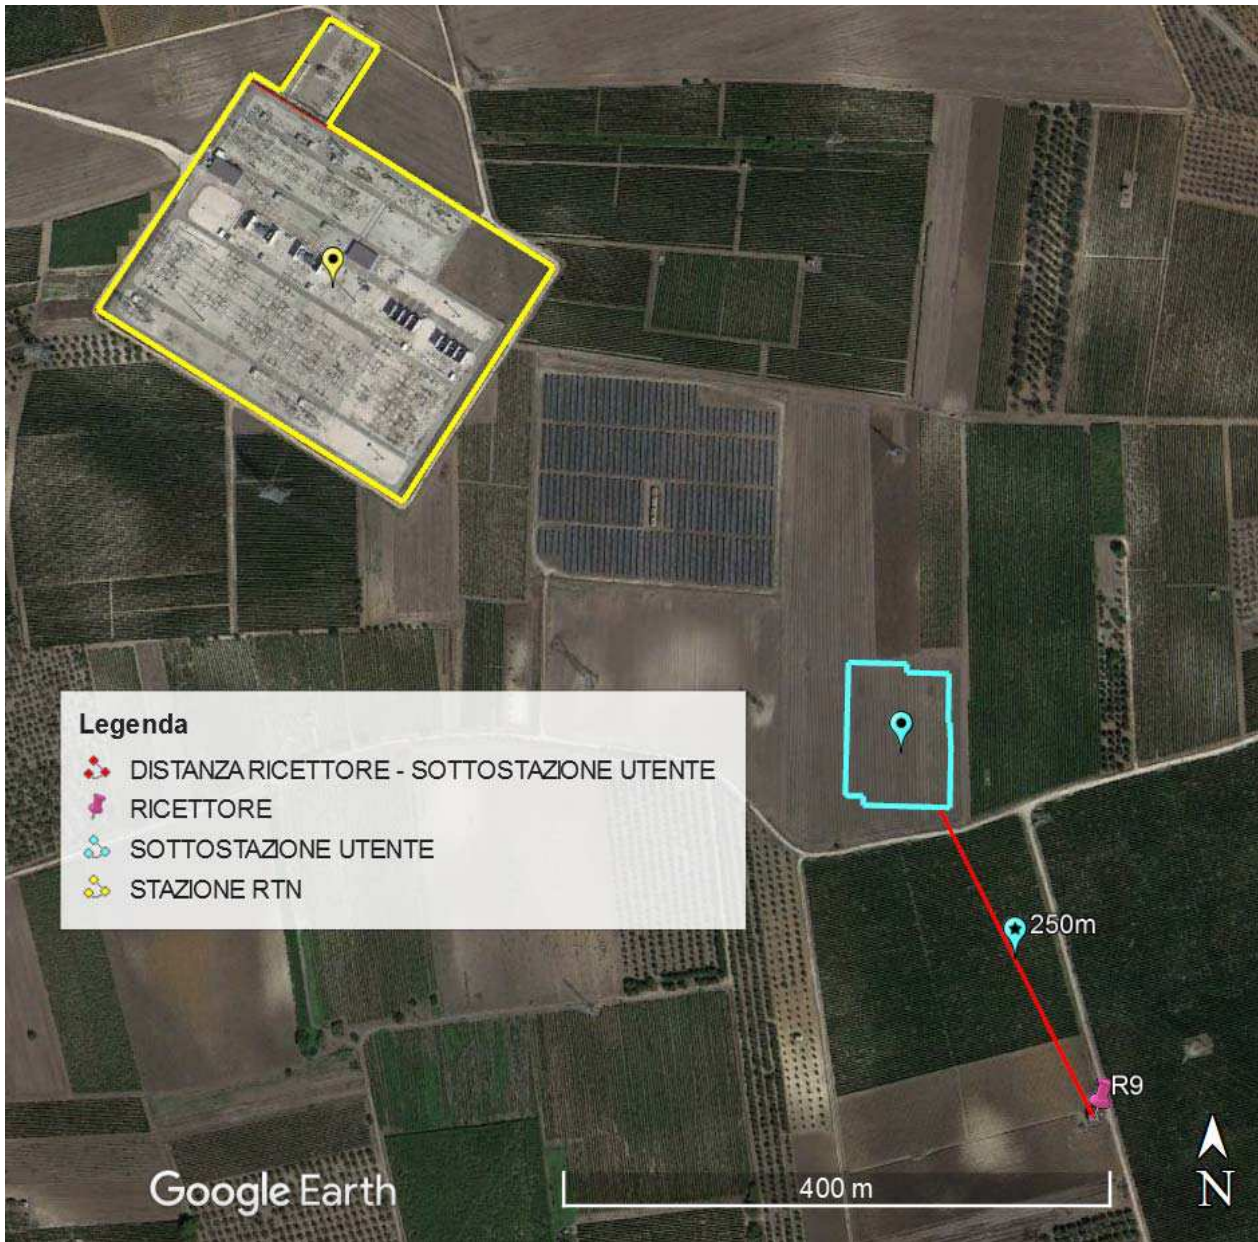 Legenda
DISTANZA RICETTORE - SOTTOSTAZIONE UTENTE
RICETTORE
SOTTOSTAZIONE UTENTE
STAZIONE RTN
250m
R9
Google Earth
400 m
N